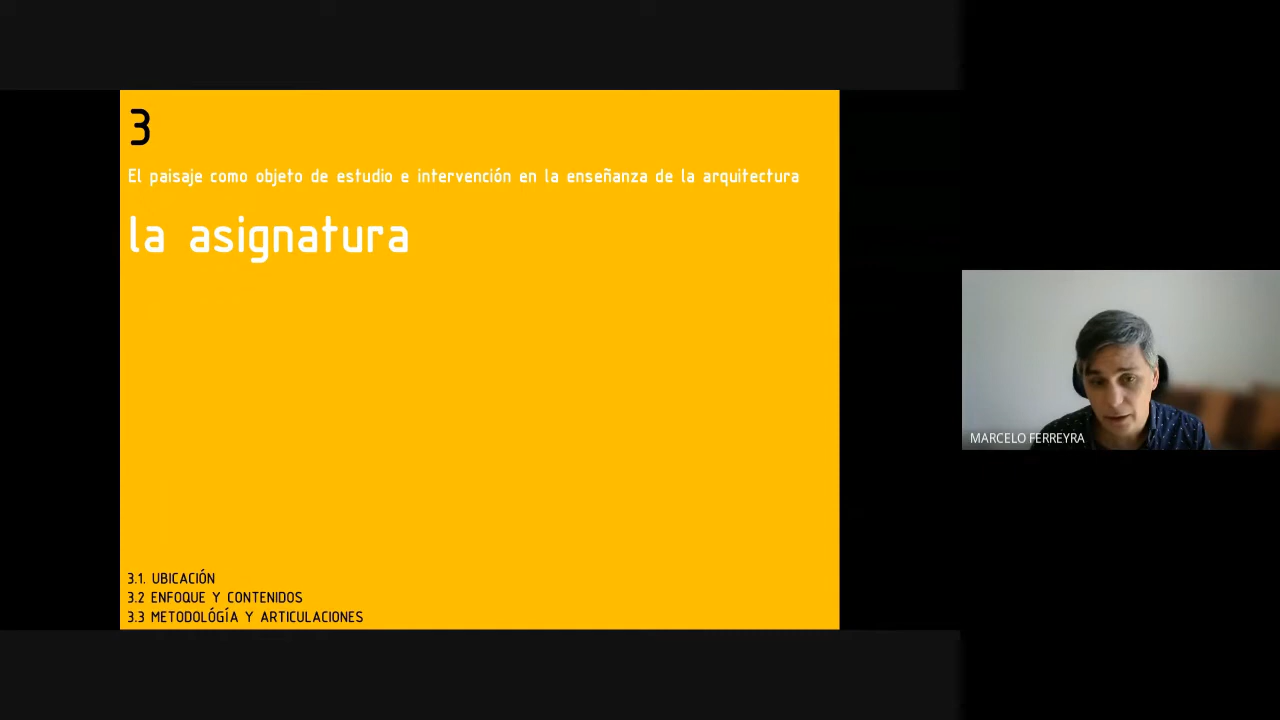 3
El paisaje como objeto de estudio e intervención en la enseñanza de la arquitectura
la asignatura
3.1. UBICACIÓN
3.2 ENFOQUE Y CONTENIDOS
3.3 METODOLÓGÍA Y ARTICULACIONES
MARCELO FERREYRA